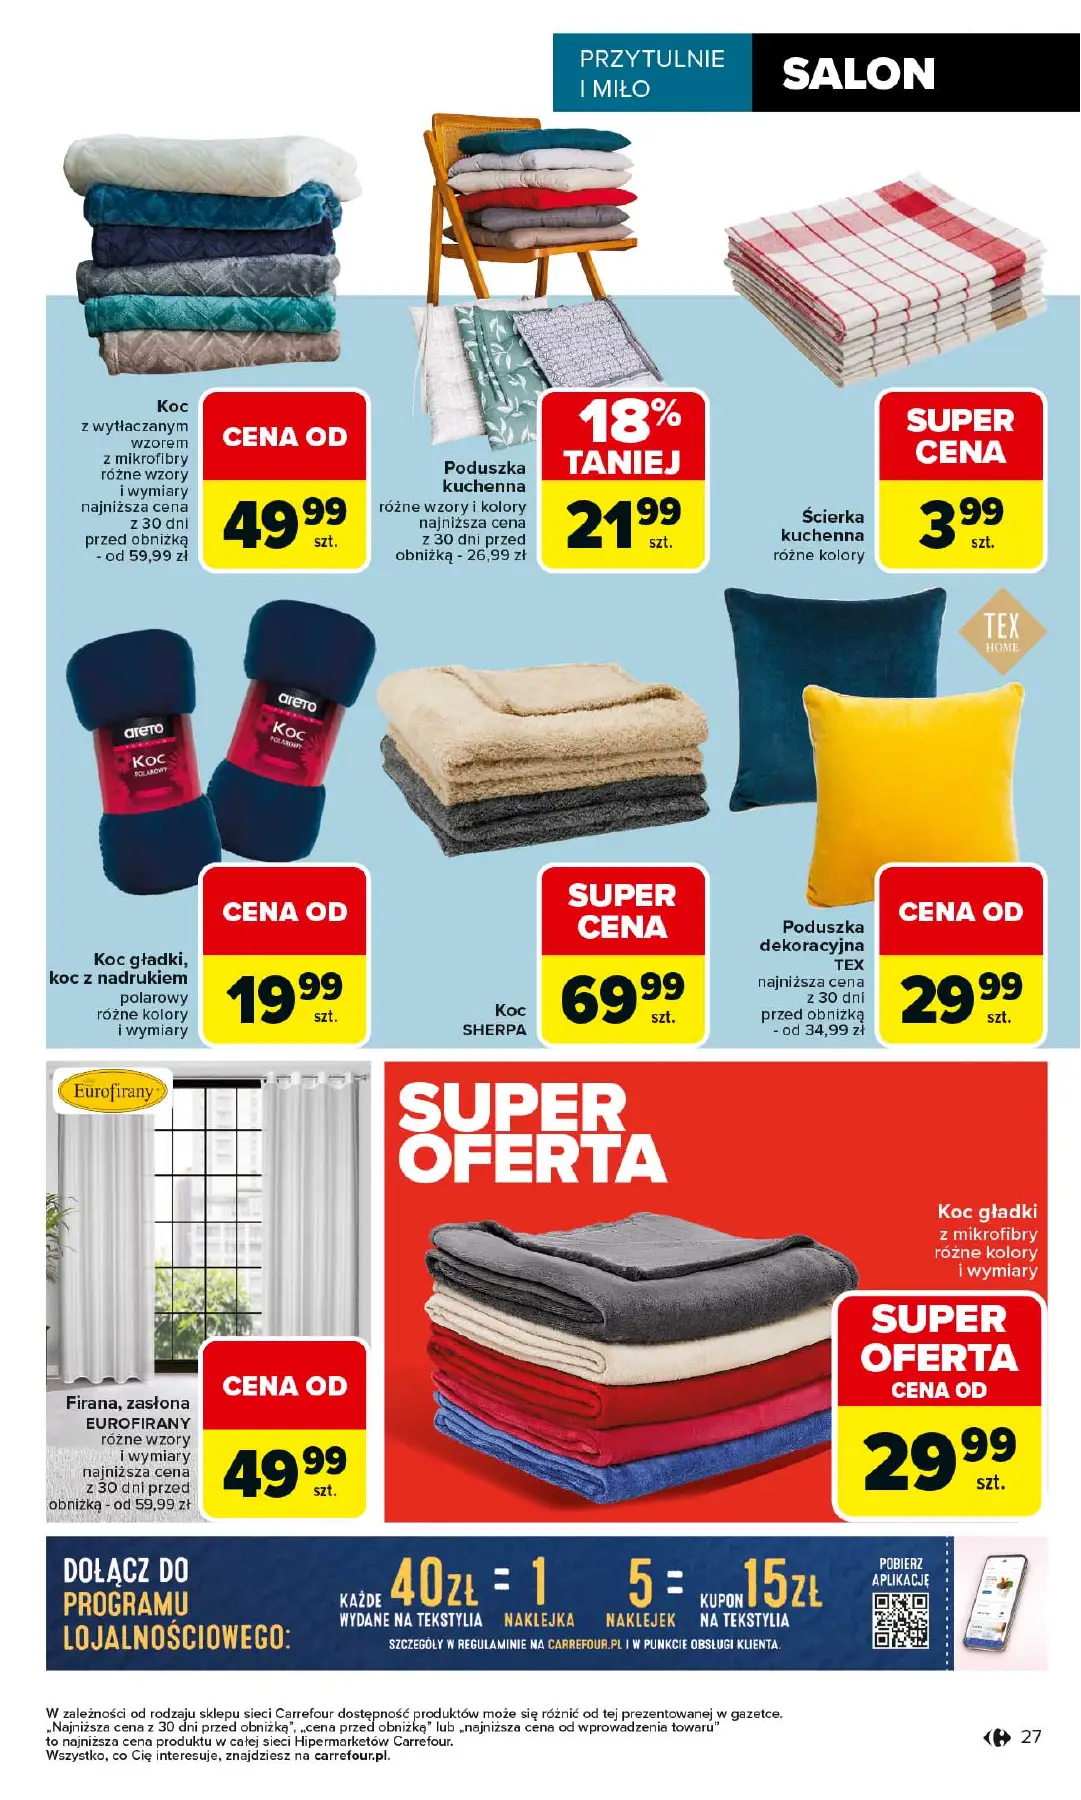 PRZYTULNIE
I MIŁO
SALON
Koc
z wytłaczanym
wzorem
z mikrofibry
różne wzory
i wymiary
najniższa cena
z 30 dni
przed obniżką
- od 59,99 zł
CENA OD
49 99
szt.
Poduszka
kuchenna
różne wzory i kolory
najniższa cena
z 30 dni przed
obniżką - 26,99 zł
18%
TANIEJ
21 99
szt.
Ścierka
kuchenna
różne kolory
SUPER
CENA
3 99
szt.
TEX
HOME
areto
Koc
POLAROWY
areto
Koc
POLAROWY
Koc gładki,
koc z nadrukiem
polarowy
różne kolory
i wymiary
CENA OD
19 99
szt.
Koc
SHERPA
SUPER
CENA
69 99
szt.
Poduszka
dekoracyjna
TEX
najniższa cena
z 30 dni
przed obniżką
- od 34,99 zł
CENA OD
29 99
szt.
Eurofirany
Firana, zasłona
EUROFIRANY
różne wzory
i wymiary
najniższa cena
z 30 dni przed
obniżką - od 59,99 zł
CENA OD
49 99
szt.
SUPER
OFERTA
Koc gładki
z mikrofibry
różne kolory
i wymiary
SUPER
OFERTA
CENA OD
29 99
szt.
DOŁĄCZ DO
PROGRAMU
LOJALNOŚCIOWEGO:
KAŻDE 40ZŁ = 1 5 = KUPON 15ZŁ
WYDANE NA TEKSTYLIA NAKLEJKA NAKLEJEK NA TEKSTYLIA
SZCZEGÓŁY W REGULAMINIE NA CARREFOUR.PL I W PUNKCIE OBSŁUGI KLIENTA.
POBIERZ
APLIKACJĘ
W zależności od rodzaju sklepu sieci Carrefour dostępność produktów może się różnić od tej prezentowanej w gazetce.
„Najniższa cena z 30 dni przed obniżką”, „cena przed obniżką” lub „najniższa cena od wprowadzenia towaru”
to najniższa cena produktu w całej sieci Hipermarketów Carrefour.
Wszystko, co Cię interesuje, znajdziesz na carrefour.pl.
27